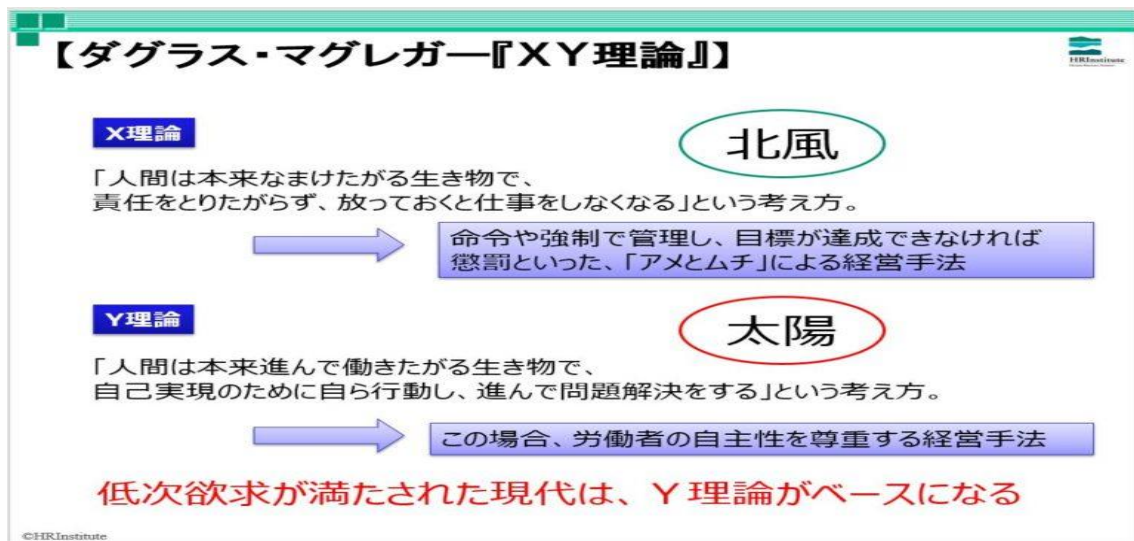 【ダグラス・マグレガー『XY理論』】
HRInstitute
X理論
北風
「人間は本来なまけたがる生き物で、
責任をとりたがらず、放っておくと仕事をしなくなる」という考え方。
命令や強制で管理し、目標が達成できなければ
懲罰といった、「アメとムチ」による経営手法
Y理論
太陽
「人間は本来進んで働きたがる生き物で、
自己実現のために自ら行動し、進んで問題解決をする」という考え方。
この場合、労働者の自主性を尊重する経営手法
低次欲求が満たされた現代は、Y理論がベースになる
©HRInstitute